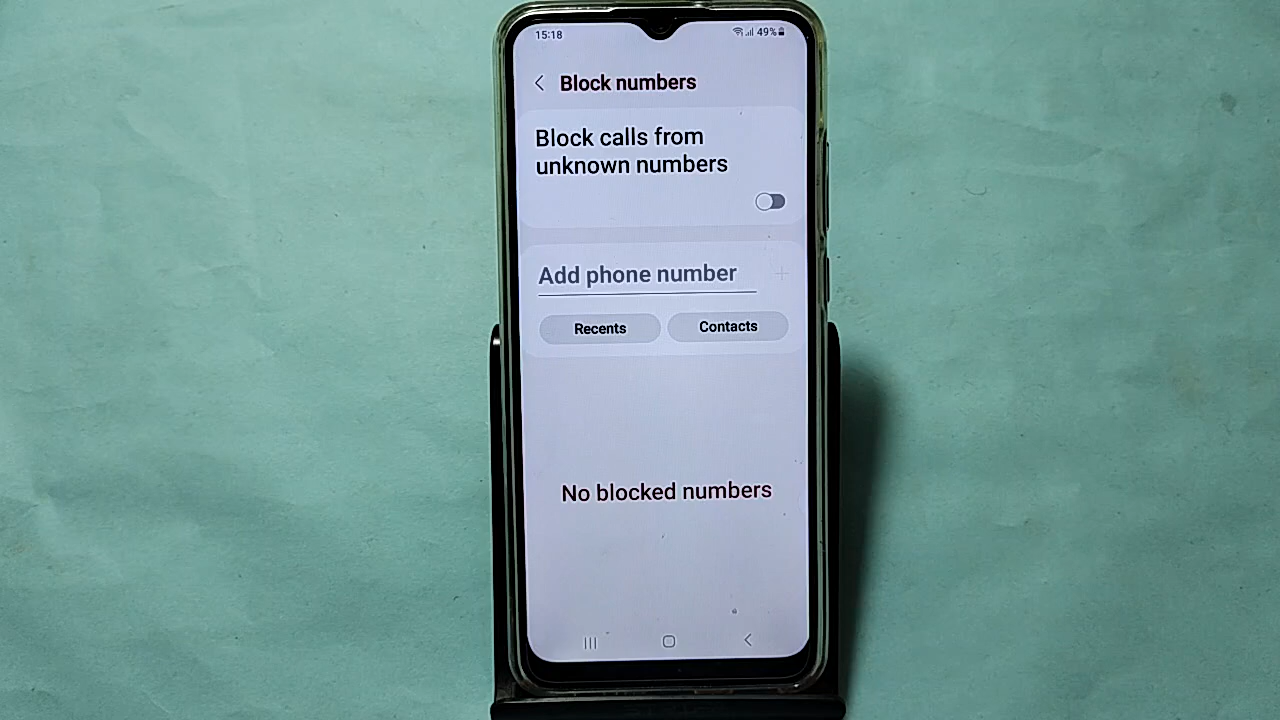 15:18 49%
Block numbers
Block calls from
unknown numbers
Add phone number
Recents Contacts
No blocked numbers